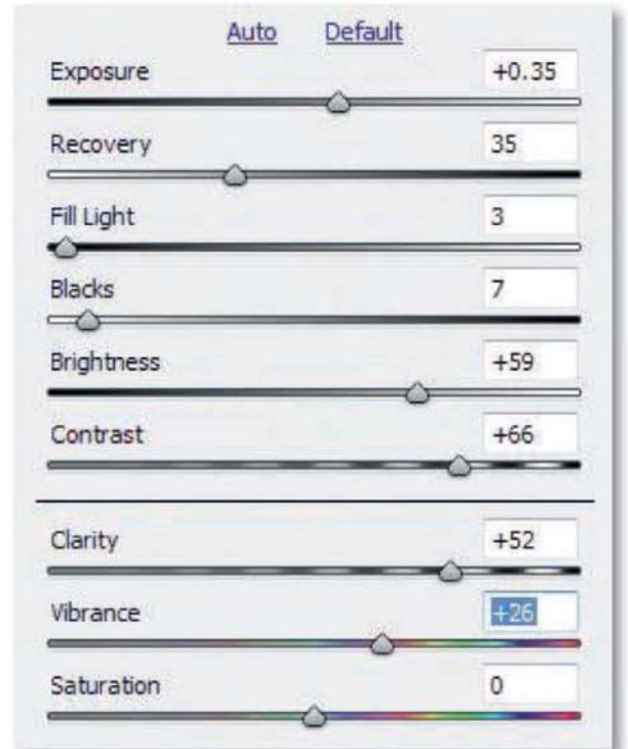 Auto Default
Exposure +0.35
Recovery 35
Fill Light 3
Blacks 7
Brightness +59
Contrast +66
Clarity +52
Vibrance +26
Saturation 0